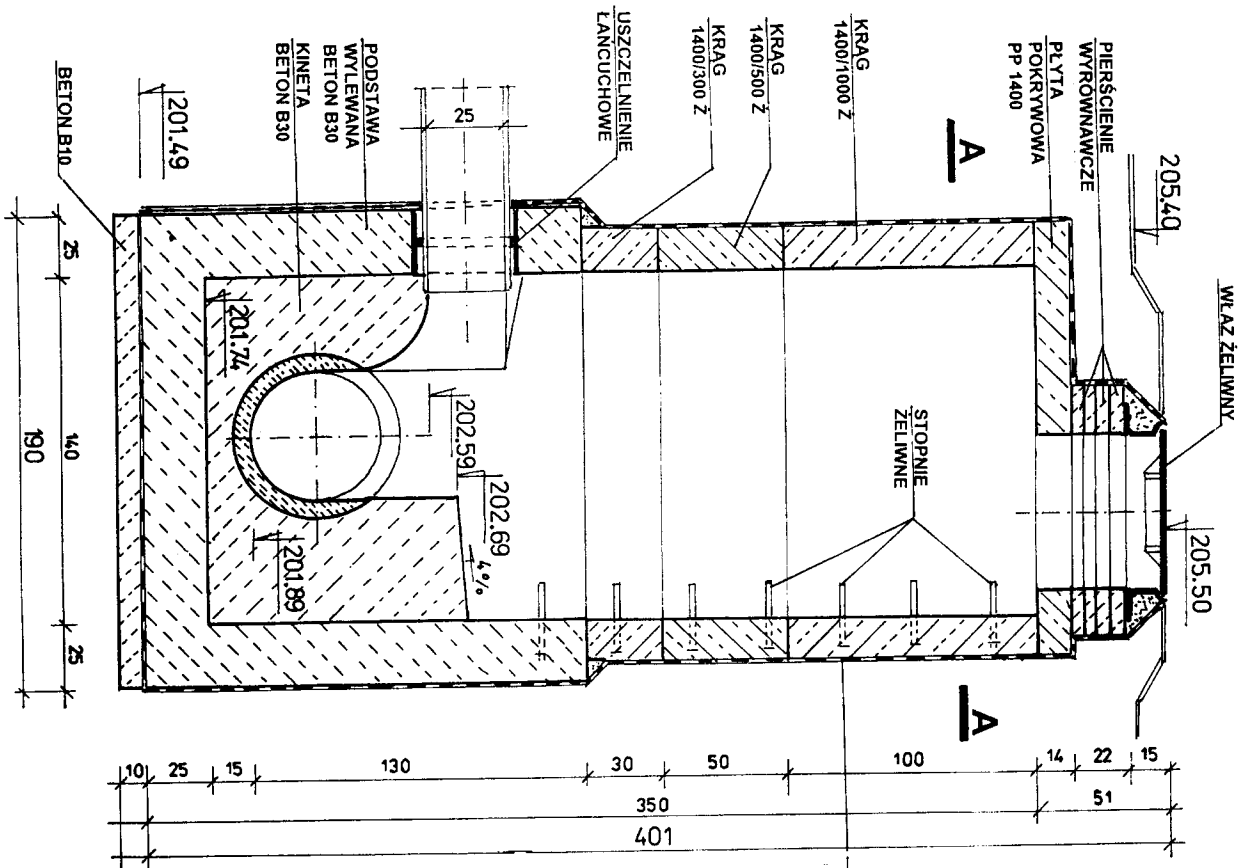 BETON B10
201.49
PODSTAWA
WYLEWANA
BETON B30
KINETA
BETON B30
25
USZCZELNIENIE
ŁAŃCUCHOWE
KRĄG
1400/300 Ż
KRĄG
1400/500 Ż
KRĄG
1400/1000 Ż
A
PŁYTA
POKRYWOWA
PP 1400
PIERŚCIENIE
WYRÓWNAWCZE
205.40
WŁAZ ŻELIWNY
205.50
201.74
202.59
202.69
4%
201.89
STOPNIE
ŻELIWNE
A
25
140
25
190
10
25
15
130
30
50
100
14
22
15
350
51
401